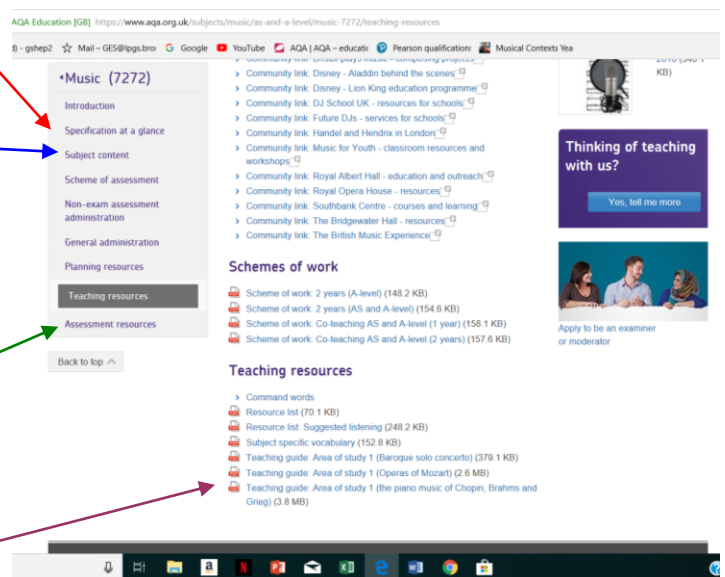 AQA Education [GB] https://www.aqa.org.uk/subjects/music/as-and-a-level/music-7272/teaching-resources
d) - gshep2 Mail – GES@lpgs.bro Google YouTube AQA | AQA – educatio Pearson qualification Musical Contexts Yea
Music (7272)
Introduction
Specification at a glance
Subject content
Scheme of assessment
Non-exam assessment
administration
General administration
Planning resources
Teaching resources
Assessment resources
Back to top
Community link: Bristol plays music - composing projects
Community link: Disney - Aladdin behind the scenes
Community link: Disney - Lion King education programme
Community link: DJ School UK - resources for schools
Community link: Future DJs - services for schools
Community link: Handel and Hendrix in London
Community link: Music for Youth - classroom resources and
workshops
Community link: Royal Albert Hall - education and outreach
Community link: Royal Opera House - resources
Community link: Southbank Centre - courses and learning
Community link: The Bridgewater Hall - resources
Community link: The British Music Experience
Schemes of work
Scheme of work: 2 years (A-level) (148.2 KB)
Scheme of work: 2 years (AS and A-level) (154.6 KB)
Scheme of work: Co-teaching AS and A-level (1 year) (158.1 KB)
Scheme of work: Co-teaching AS and A-level (2 years) (157.6 KB)
Teaching resources
Command words
Resource list (70.1 KB)
Resource list: Suggested listening (248.2 KB)
Subject specific vocabulary (152.8 KB)
Teaching guide: Area of study 1 (Baroque solo concerto) (379.1 KB)
Teaching guide: Area of study 1 (Operas of Mozart) (2.6 MB)
Teaching guide: Area of study 1 (the piano music of Chopin, Brahms and
Grieg) (3.8 MB)
KB)
Thinking of teaching
with us?
Yes, tell me more
Apply to be an examiner
or moderator